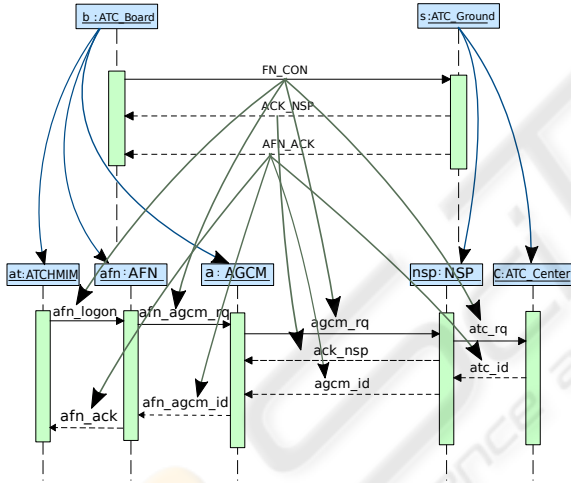 b :ATC_Board
s:ATC_Ground
FN_CON
ACK_NSP
AFN_ACK
at:ATCHMIM
afn:AFN
a: AGCM
nsp:NSP
C:ATC_Center
afn_logon
afn_agcm_rq
agcm_rq
atc_rq
ack_nsp
atc_id
agcm_id
afn_agcm_id
afn_ack